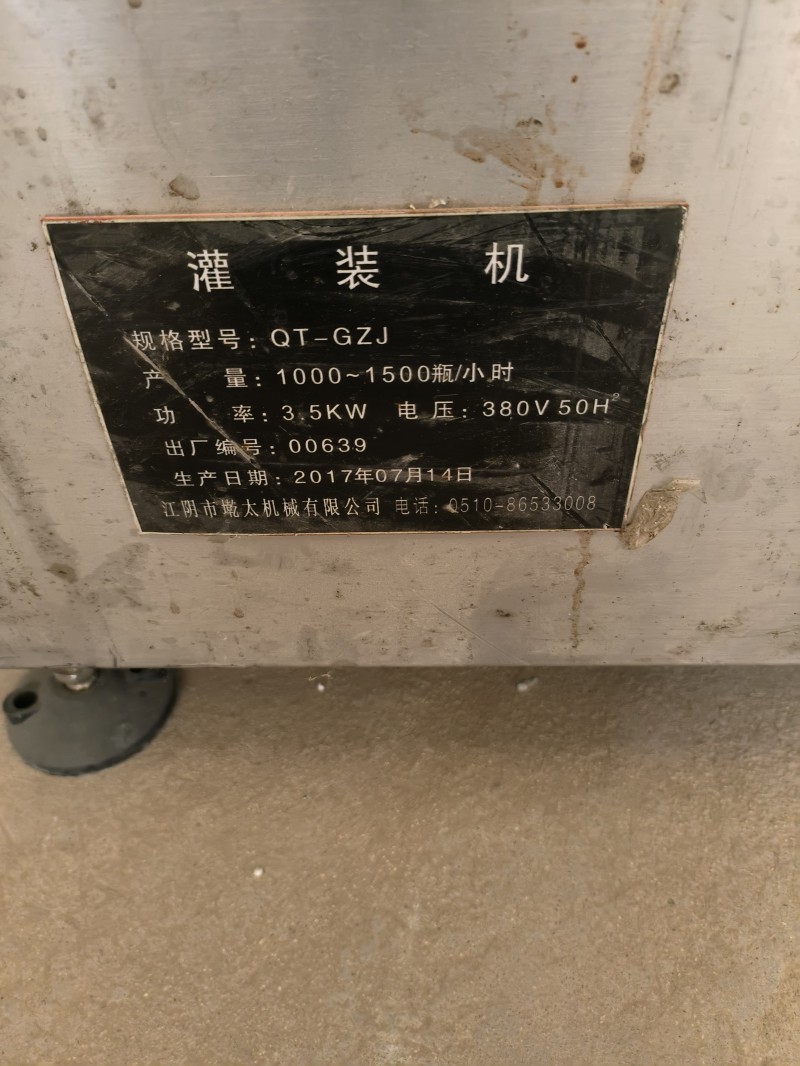 灌装机
规格型号：QT-GZJ
产量：1000~1500瓶/小时
功率：3.5KW 电压：380V 50Hz
出厂编号：00639
生产日期：2017年07月14日
江阴市乾太机械有限公司 电话：0510-86533008